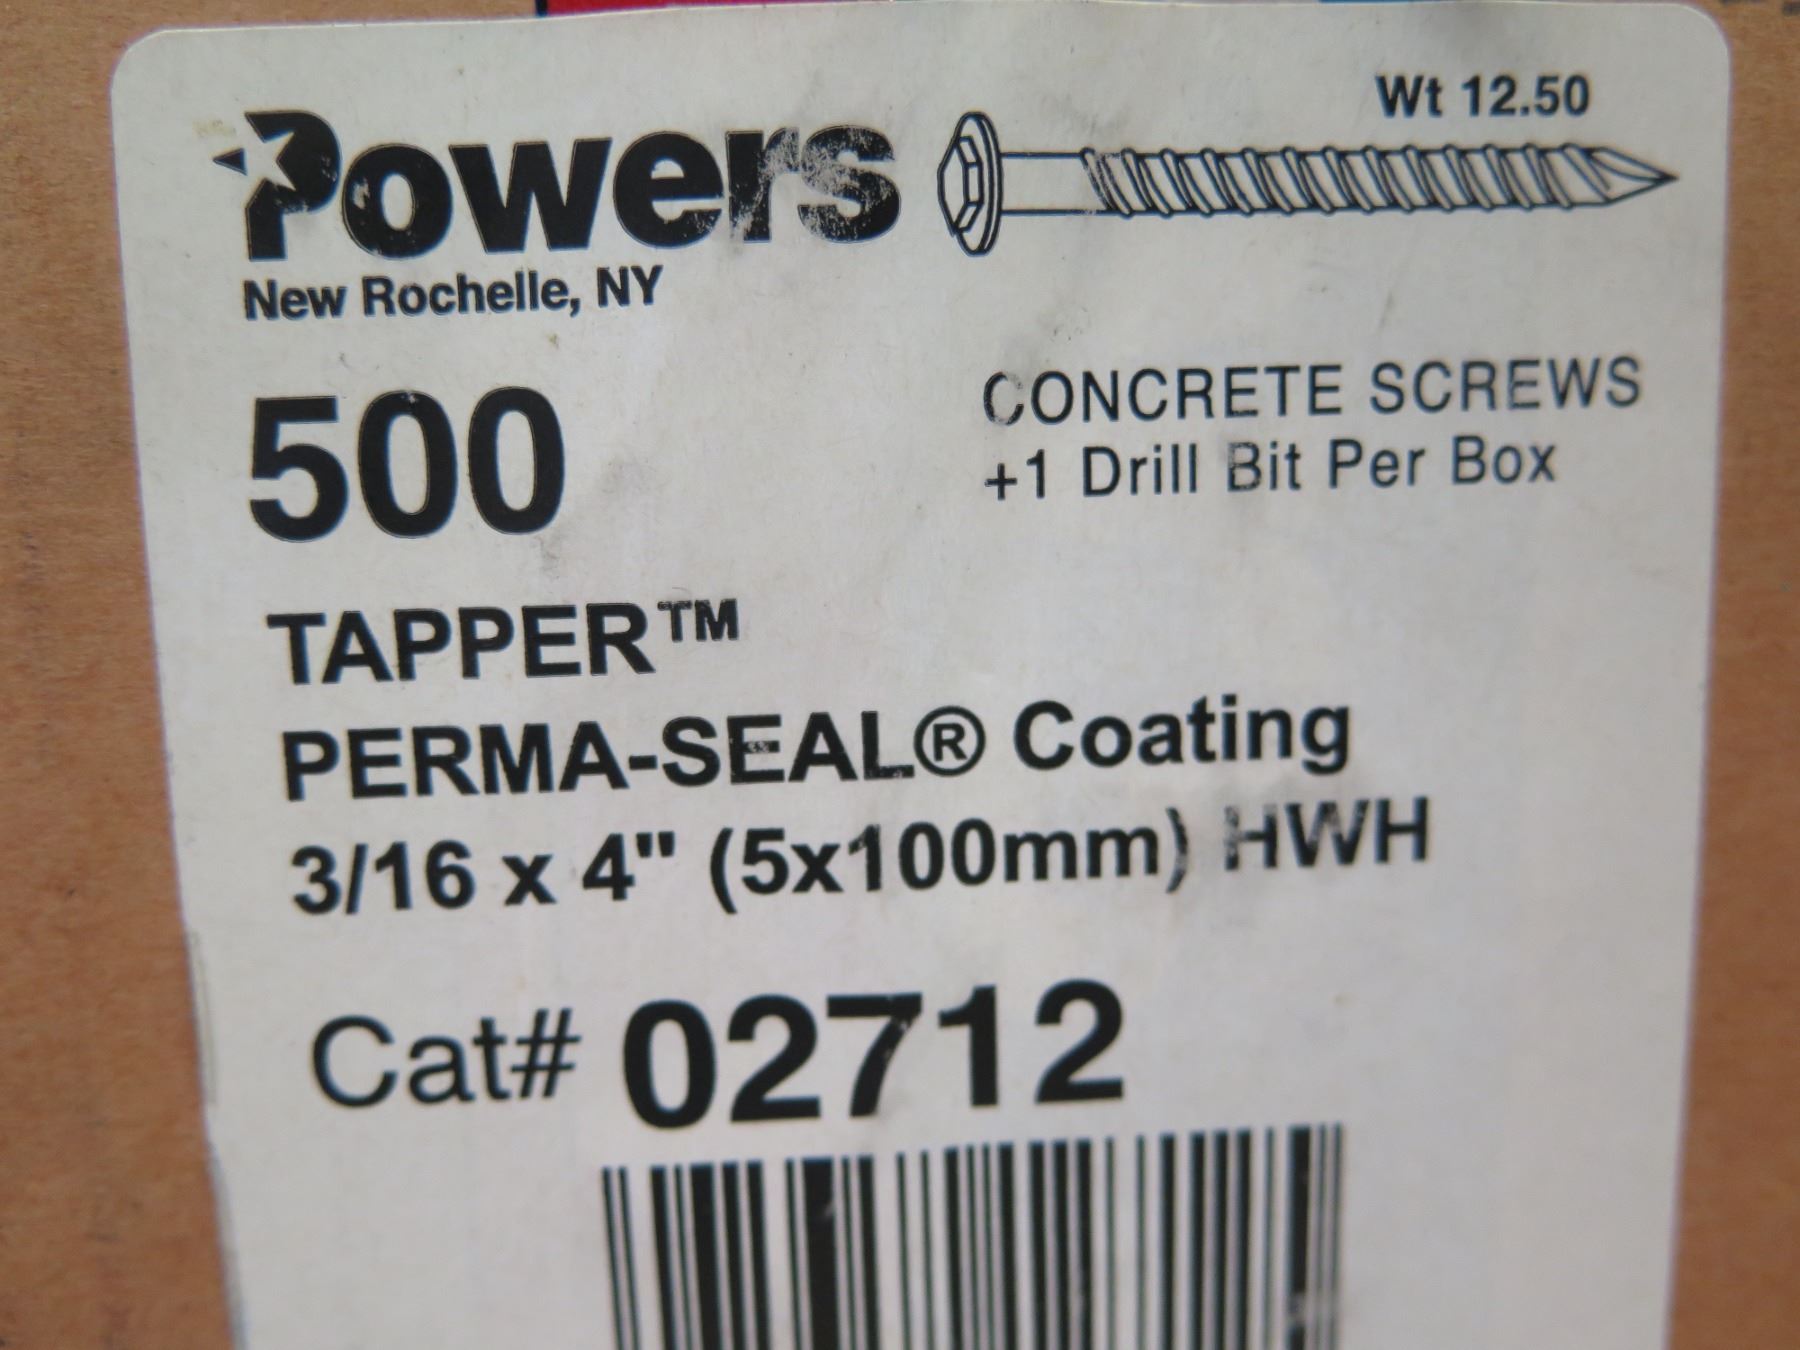 Wt 12.50
Powers
New Rochelle, NY
500
CONCRETE SCREWS
+1 Drill Bit Per Box
TAPPER™
PERMA-SEAL® Coating
3/16 x 4" (5x100mm) HWH
Cat# 02712